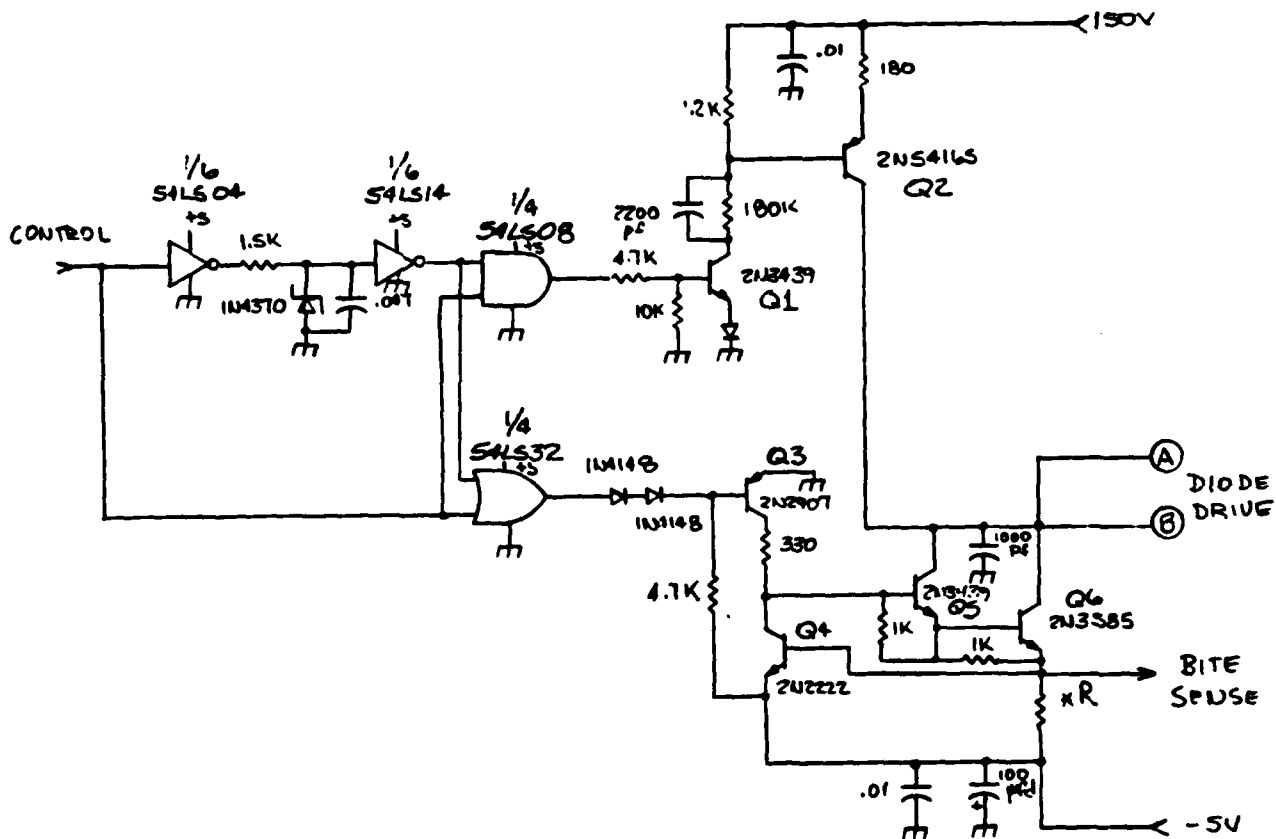 150V
.01
180
1.2K
2N5416S
Q2
1/6
54LS04
+5
1/6
54LS14
+5
1/4
54LS08
+5
2200
pf
180K
CONTROL
1.5K
4.7K
2N3439
Q1
1N4370
.047
10K
1/4
54LS32
+5
1N4148
1N4148
Q3
2N2907
330
A
DIODE
DRIVE
B
1000
pf
4.7K
Q5
Q6
2N3585
1K
1K
Q4
2N2222
*R
BITE
SENSE
.01
100
+
-5V